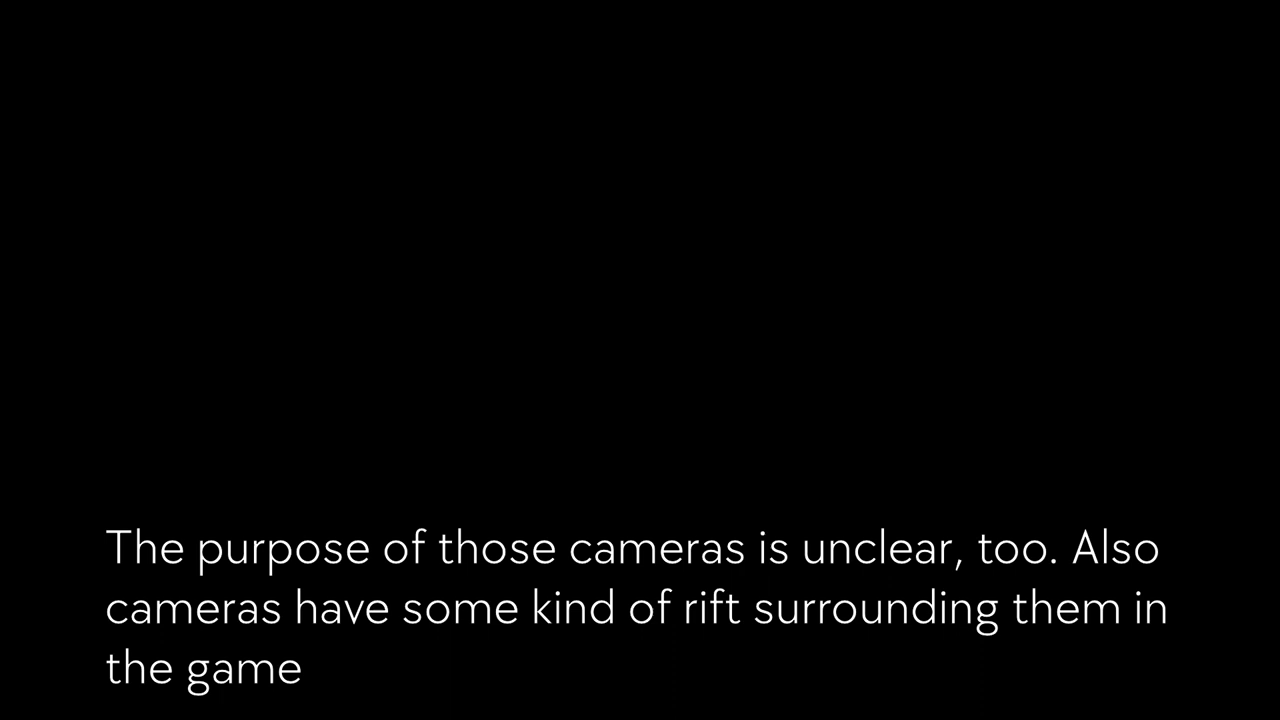 The purpose of those cameras is unclear, too. Also
cameras have some kind of rift surrounding them in
the game